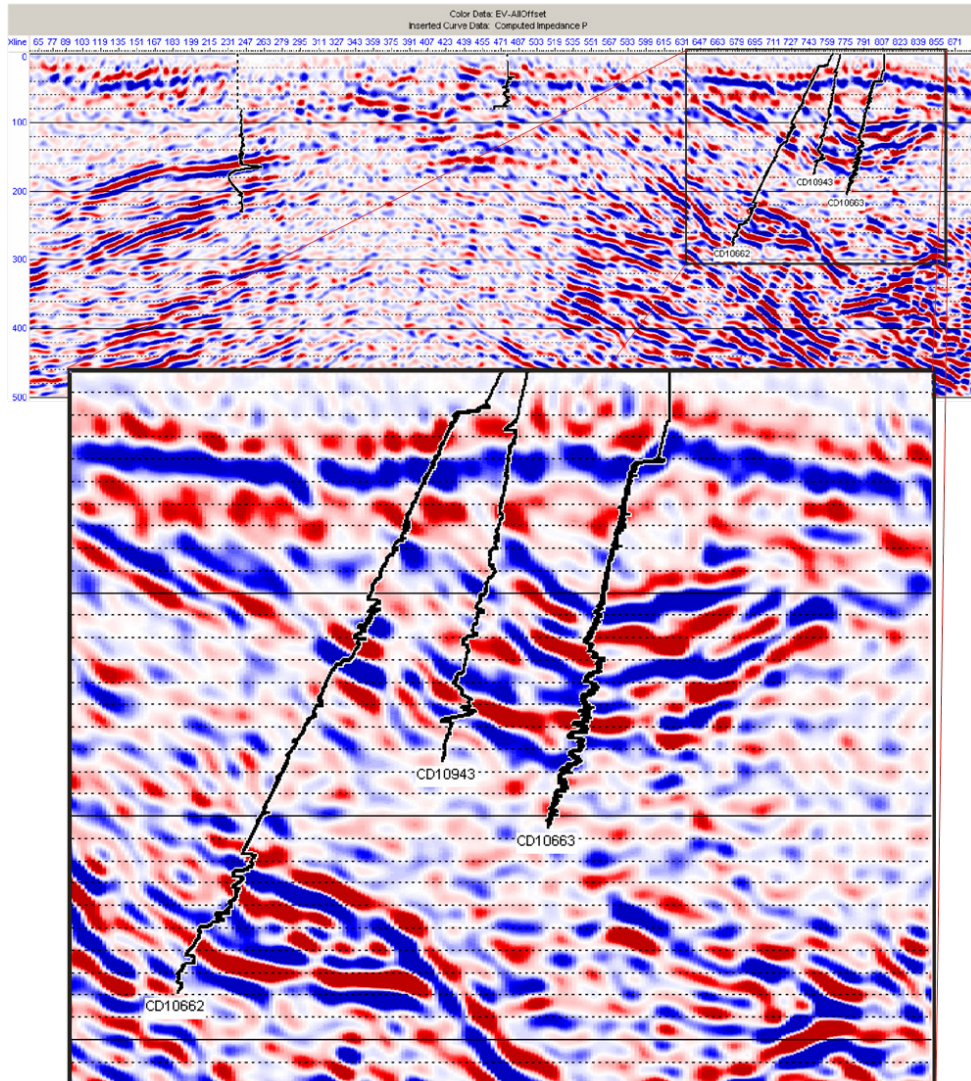 Color Data: EV-AllOffset
Inserted Curve Data: Computed Impedance P
Xline 65 77 89 103 119 135 151 167 183 199 215 231 247 263 279 295 311 327 343 359 375 391 407 423 439 455 471 487 503 519 535 551 567 583 599 615 631 647 663 679 695 711 727 743 759 775 791 807 823 839 855 671
0
100
CD10943
200
CD10663
CD10662
300
400
500
CD10943
CD10663
CD10662